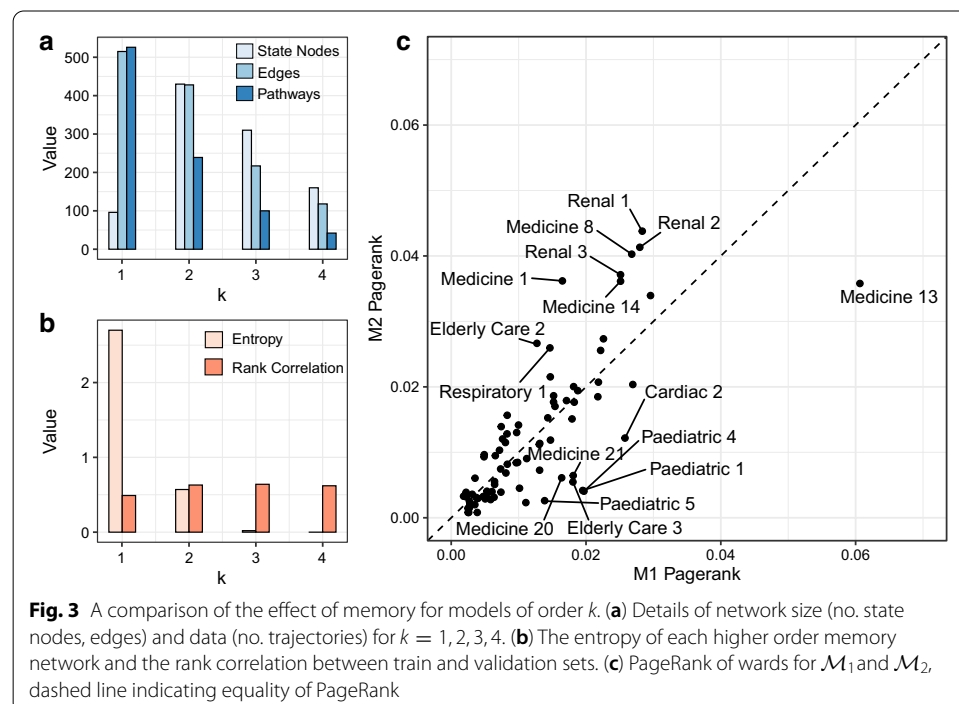 a
State Nodes
Edges
Pathways
500
400
300
200
100
0
Value
1 2 3 4
k
b
Entropy
Rank Correlation
2
1
0
Value
1 2 3 4
k
c
M2 Pagerank
0.06
0.04
0.02
0.00
Renal 1
Medicine 8
Renal 2
Renal 3
Medicine 1
Medicine 14
Medicine 13
Elderly Care 2
Respiratory 1
Cardiac 2
Paediatric 4
Medicine 21
Paediatric 1
Paediatric 5
Medicine 20
Elderly Care 3
0.00 0.02 0.04 0.06
M1 Pagerank
Fig. 3 A comparison of the effect of memory for models of order k. (a) Details of network size (no. state
nodes, edges) and data (no. trajectories) for k = 1, 2, 3, 4. (b) The entropy of each higher order memory
network and the rank correlation between train and validation sets. (c) PageRank of wards for ℳ₁and ℳ₂,
dashed line indicating equality of PageRank